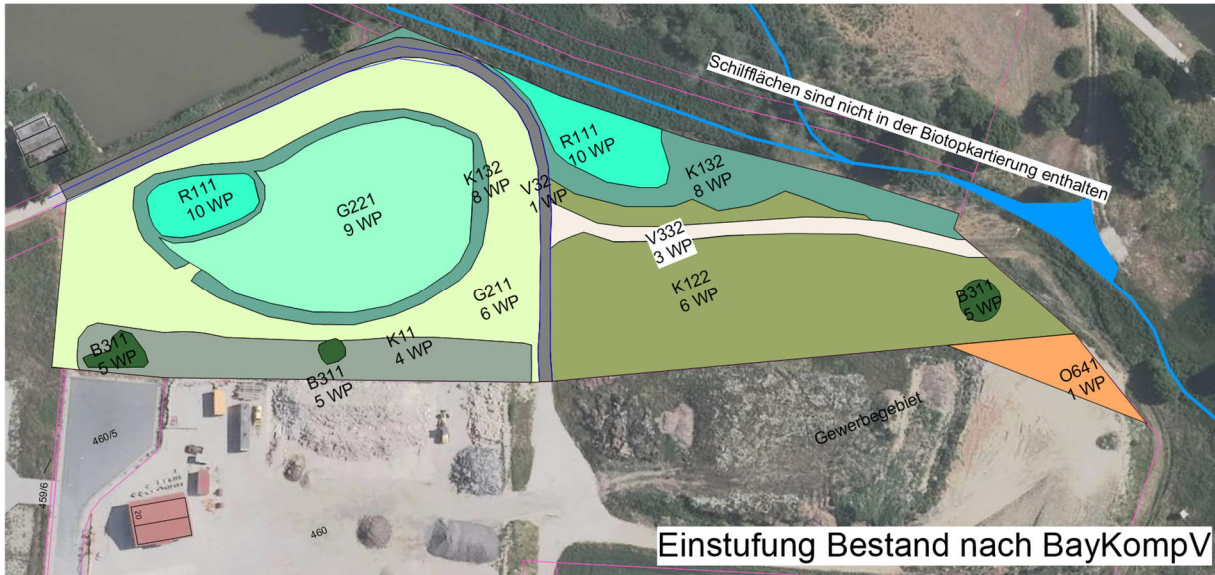 Schilfflächen sind nicht in der Biotopkartierung enthalten
R111
10 WP
K132
8 WP
R111
10 WP
G221
9 WP
K132
8 WP
V32
1 WP
V332
3 WP
K122
6 WP
G211
6 WP
B311
5 WP
K11
4 WP
B311
5 WP
B311
5 WP
O641
1 WP
Gewerbegebiet
460/5
459/6
20
460
Einstufung Bestand nach BayKompV